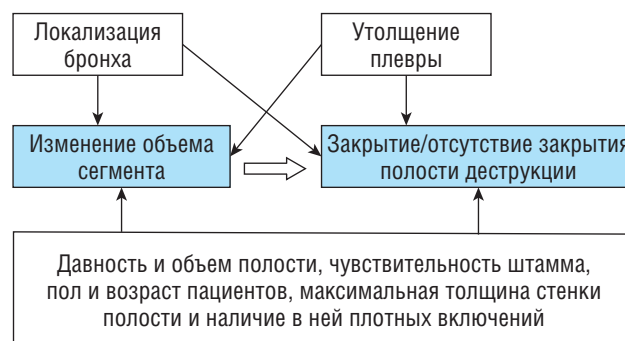 Локализация
бронха
Утолщение
плевры
Изменение объема
сегмента
Закрытие/отсутствие закрытия
полости деструкции
Давность и объем полости, чувствительность штамма,
пол и возраст пациентов, максимальная толщина стенки
полости и наличие в ней плотных включений